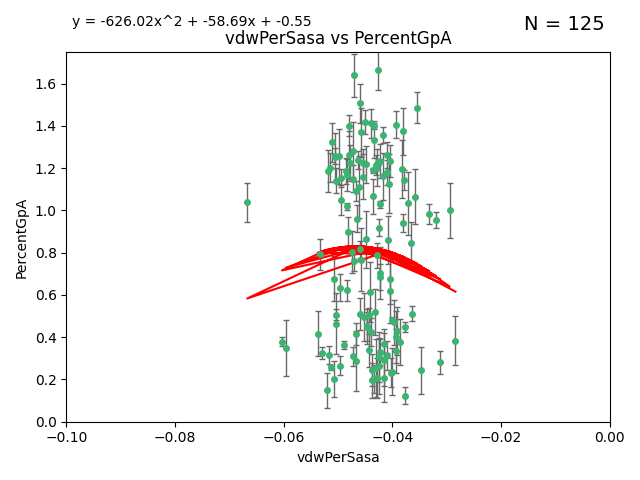 y = -626.02x^2 + -58.69x + -0.55
N = 125
vdwPerSasa vs PercentGpA
PercentGpA
1.6
1.4
1.2
1.0
0.8
0.6
0.4
0.2
0.0
−0.10 −0.08 −0.06 −0.04 −0.02 0.00
vdwPerSasa